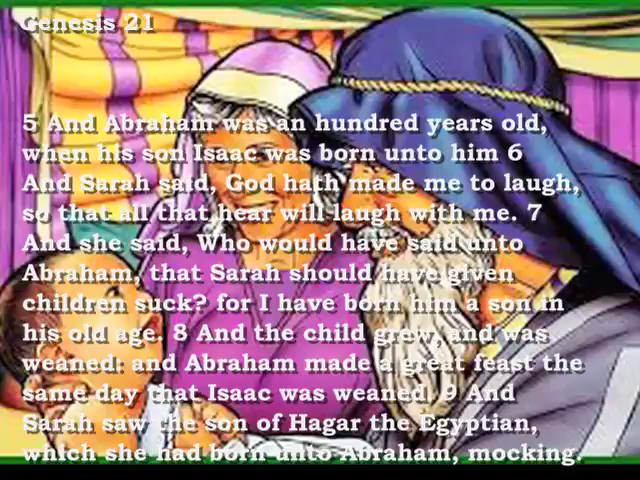 Genesis 21
5 And Abraham was an hundred years old,
when his son Isaac was born unto him 6
And Sarah said, God hath made me to laugh,
so that all that hear will laugh with me. 7
And she said, Who would have said unto
Abraham, that Sarah should have given
children suck? for I have born him a son in
his old age. 8 And the child grew, and was
weaned: and Abraham made a great feast the
same day that Isaac was weaned. 9 And
Sarah saw the son of Hagar the Egyptian,
which she had born unto Abraham, mocking.